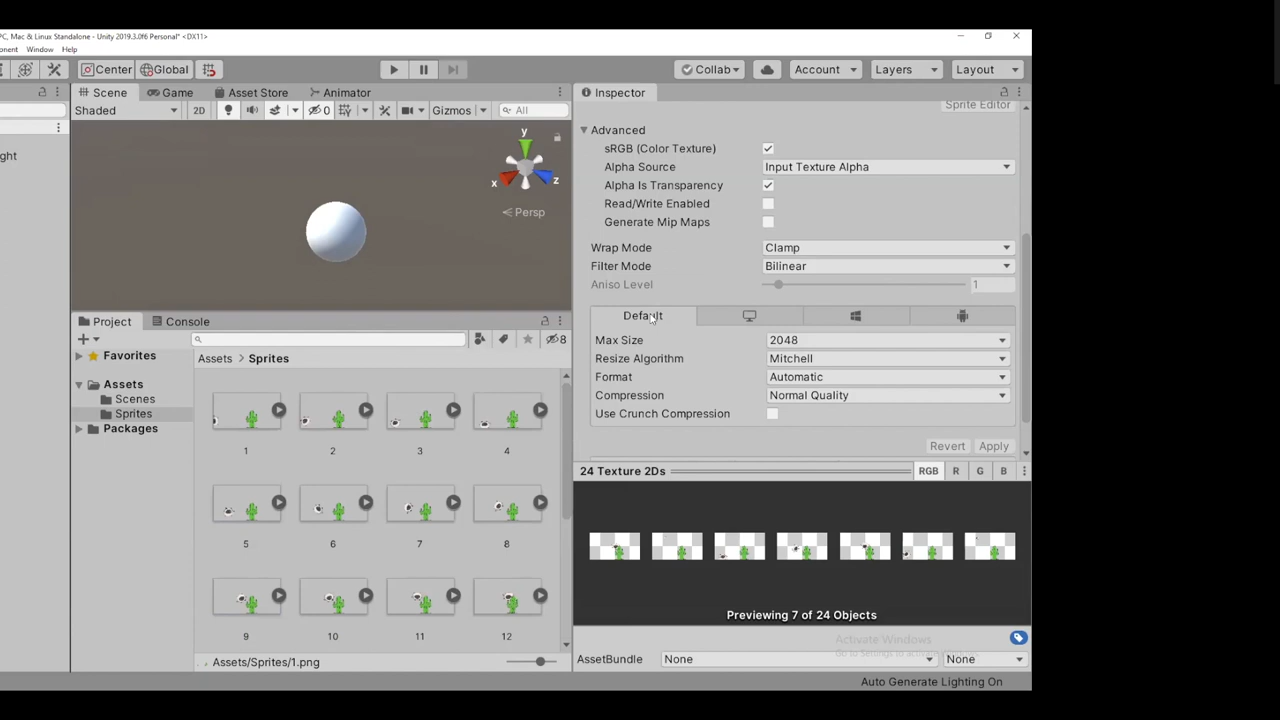 PC, Mac & Linux Standalone - Unity 2019.3.0f6 Personal* <DX11>
onent Window Help
Center Global Collab Account Layers Layout
Scene Game Asset Store Animator Inspector
Shaded 2D 0 Gizmos All Sprite Editor
ght
y
x
z
Persp
Advanced
sRGB (Color Texture)
Alpha Source Input Texture Alpha
Alpha Is Transparency
Read/Write Enabled
Generate Mip Maps
Wrap Mode Clamp
Filter Mode Bilinear
Aniso Level 1
Default
Max Size 2048
Resize Algorithm Mitchell
Format Automatic
Compression Normal Quality
Use Crunch Compression
Revert Apply
Project Console
8
Favorites
Assets
Scenes
Sprites
Packages
Assets > Sprites
1 2 3 4
5 6 7 8
9 10 11 12
Assets/Sprites/1.png
24 Texture 2Ds RGB R G B
Previewing 7 of 24 Objects
Activate Windows
AssetBundle None None
Auto Generate Lighting On